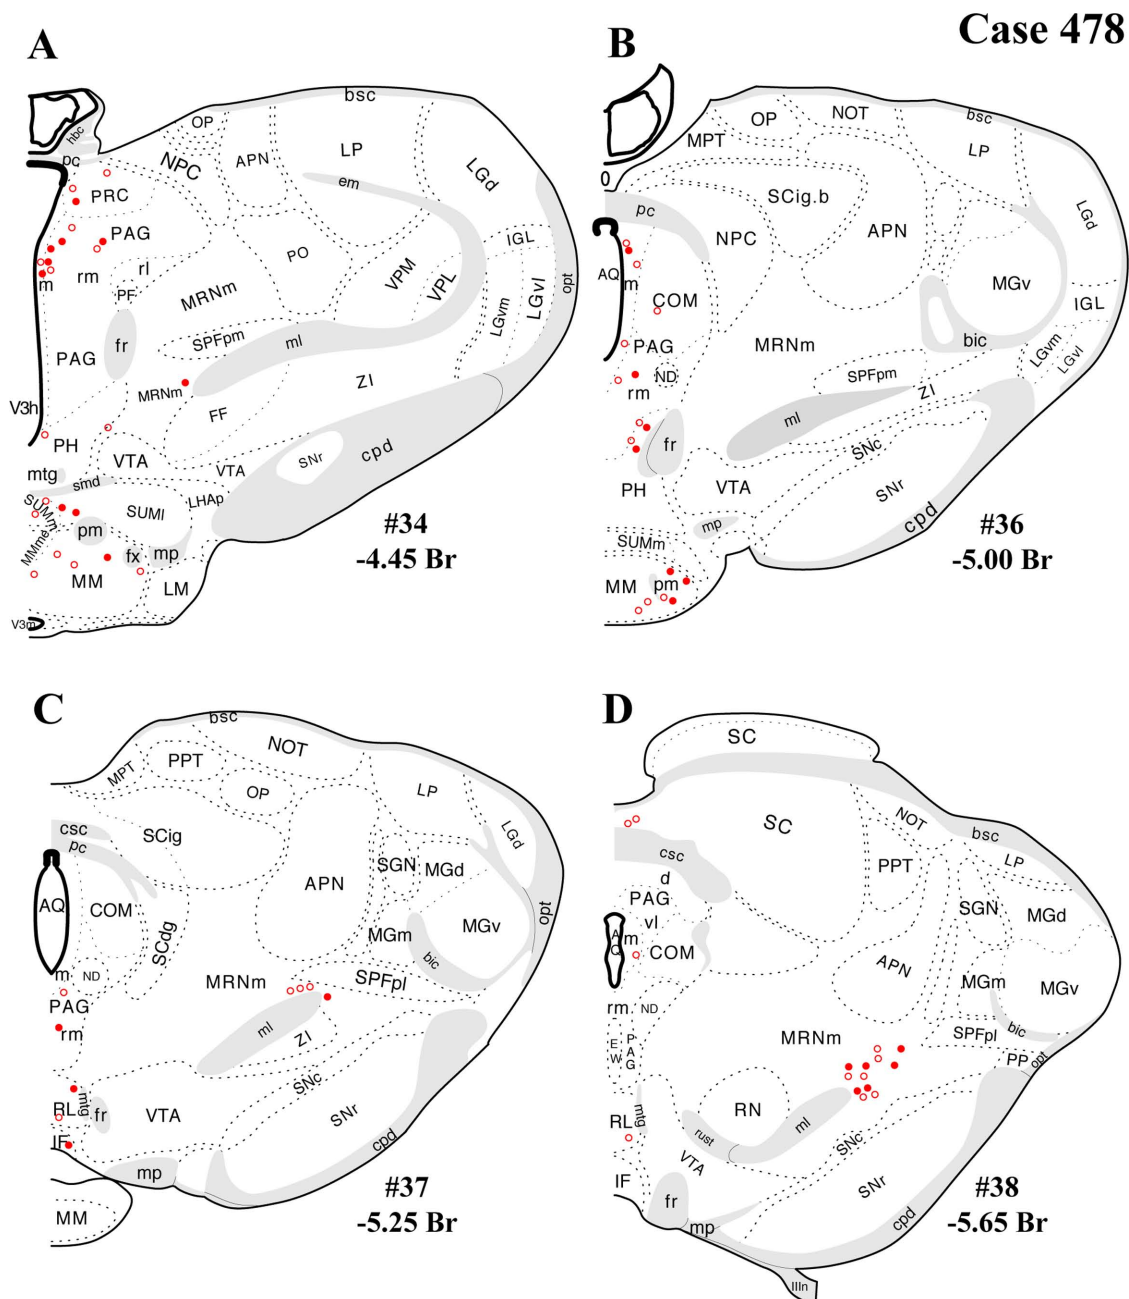 Case 478
A
bsc
OP
hbc
pc
NPC
APN
LP
LGd
em
PRC
PAG
IGL
opt
rm
rl
PO
VPM
VPL
m
PF
MRNm
LGvm
LGvl
fr
SPFpm
ml
PAG
MRNm
ZI
V3h
FF
PH
VTA
VTA
SNr
cpd
mtg
smd
LHAp
SUMm
SUMl
#34
-4.45 Br
pm
MMme
fx
mp
MM
LM
V3m
B
OP
NOT
bsc
MPT
LP
SCig.b
LGd
pc
NPC
APN
AQ
m
MGv
COM
IGL
PAG
MRNm
bic
LGvm
LGvl
ND
SPFpm
ZI
rm
ml
fr
SNc
PH
VTA
SNr
cpd
mp
#36
-5.00 Br
SUMm
MM
pm
C
bsc
NOT
PPT
MPT
OP
LP
csc
pc
SCig
LGd
SGN
MGd
APN
AQ
COM
opt
SCdg
MGm
MGv
bic
m
ND
MRNm
SPFpl
PAG
rm
ml
ZI
SNc
RL
mtg
fr
VTA
SNr
IF
cpd
mp
#37
-5.25 Br
MM
D
SC
SC
NOT
bsc
csc
PPT
LP
d
PAG
SGN
MGd
vl
AQ
m
COM
APN
MGm
MGv
rm
ND
EW
PAG
MRNm
SPFpl
bic
PP
opt
RN
mtg
RL
ml
rust
SNc
VTA
IF
SNr
fr
#38
-5.65 Br
cpd
mp
IIIn